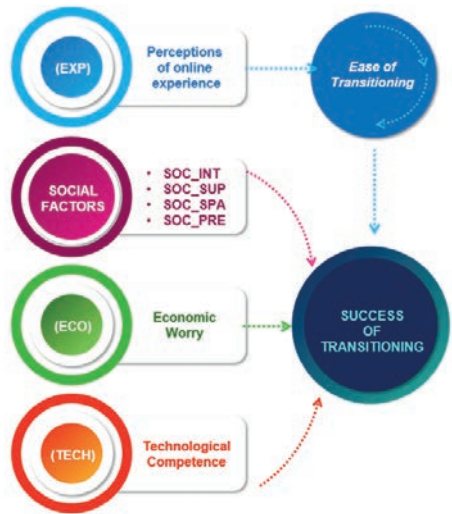 (EXP)
Perceptions
of online
experience
Ease of
Transitioning
SOCIAL
FACTORS
• SOC_INT
• SOC_SUP
• SOC_SPA
• SOC_PRE
(ECO)
Economic
Worry
SUCCESS
OF
TRANSITIONING
(TECH)
Technological
Competence